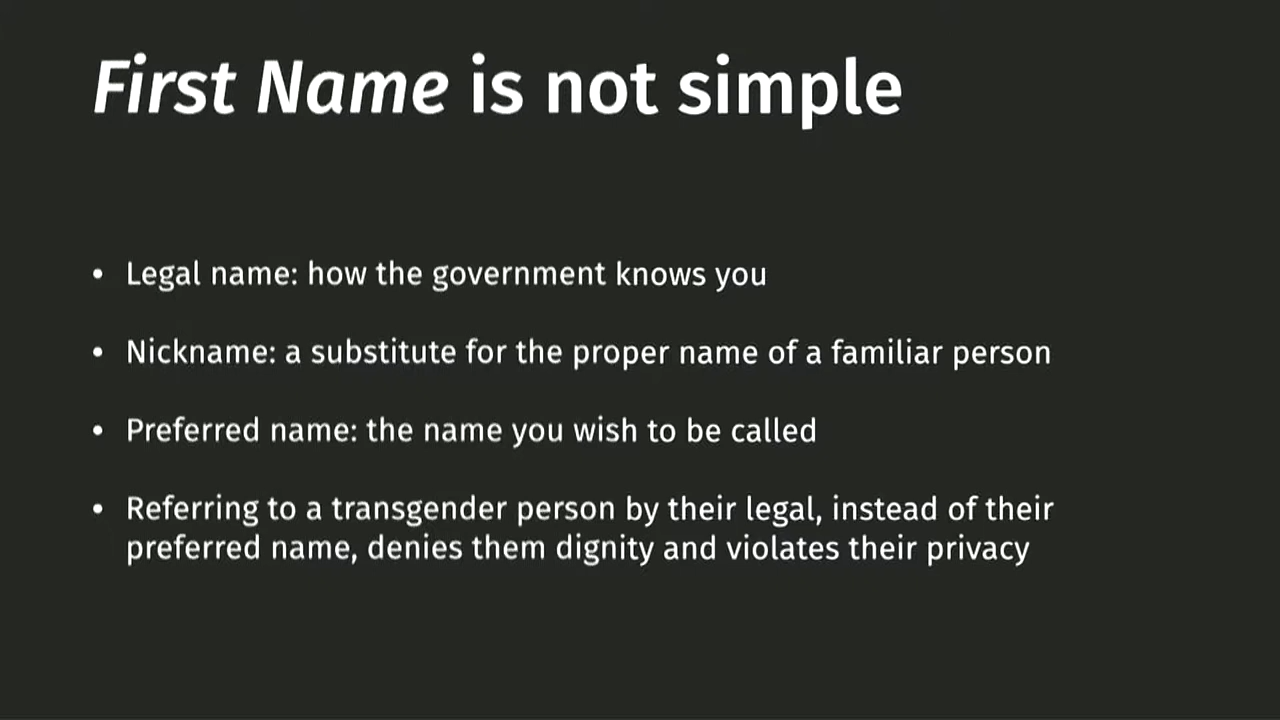 First Name is not simple
• Legal name: how the government knows you
• Nickname: a substitute for the proper name of a familiar person
• Preferred name: the name you wish to be called
• Referring to a transgender person by their legal, instead of their
preferred name, denies them dignity and violates their privacy